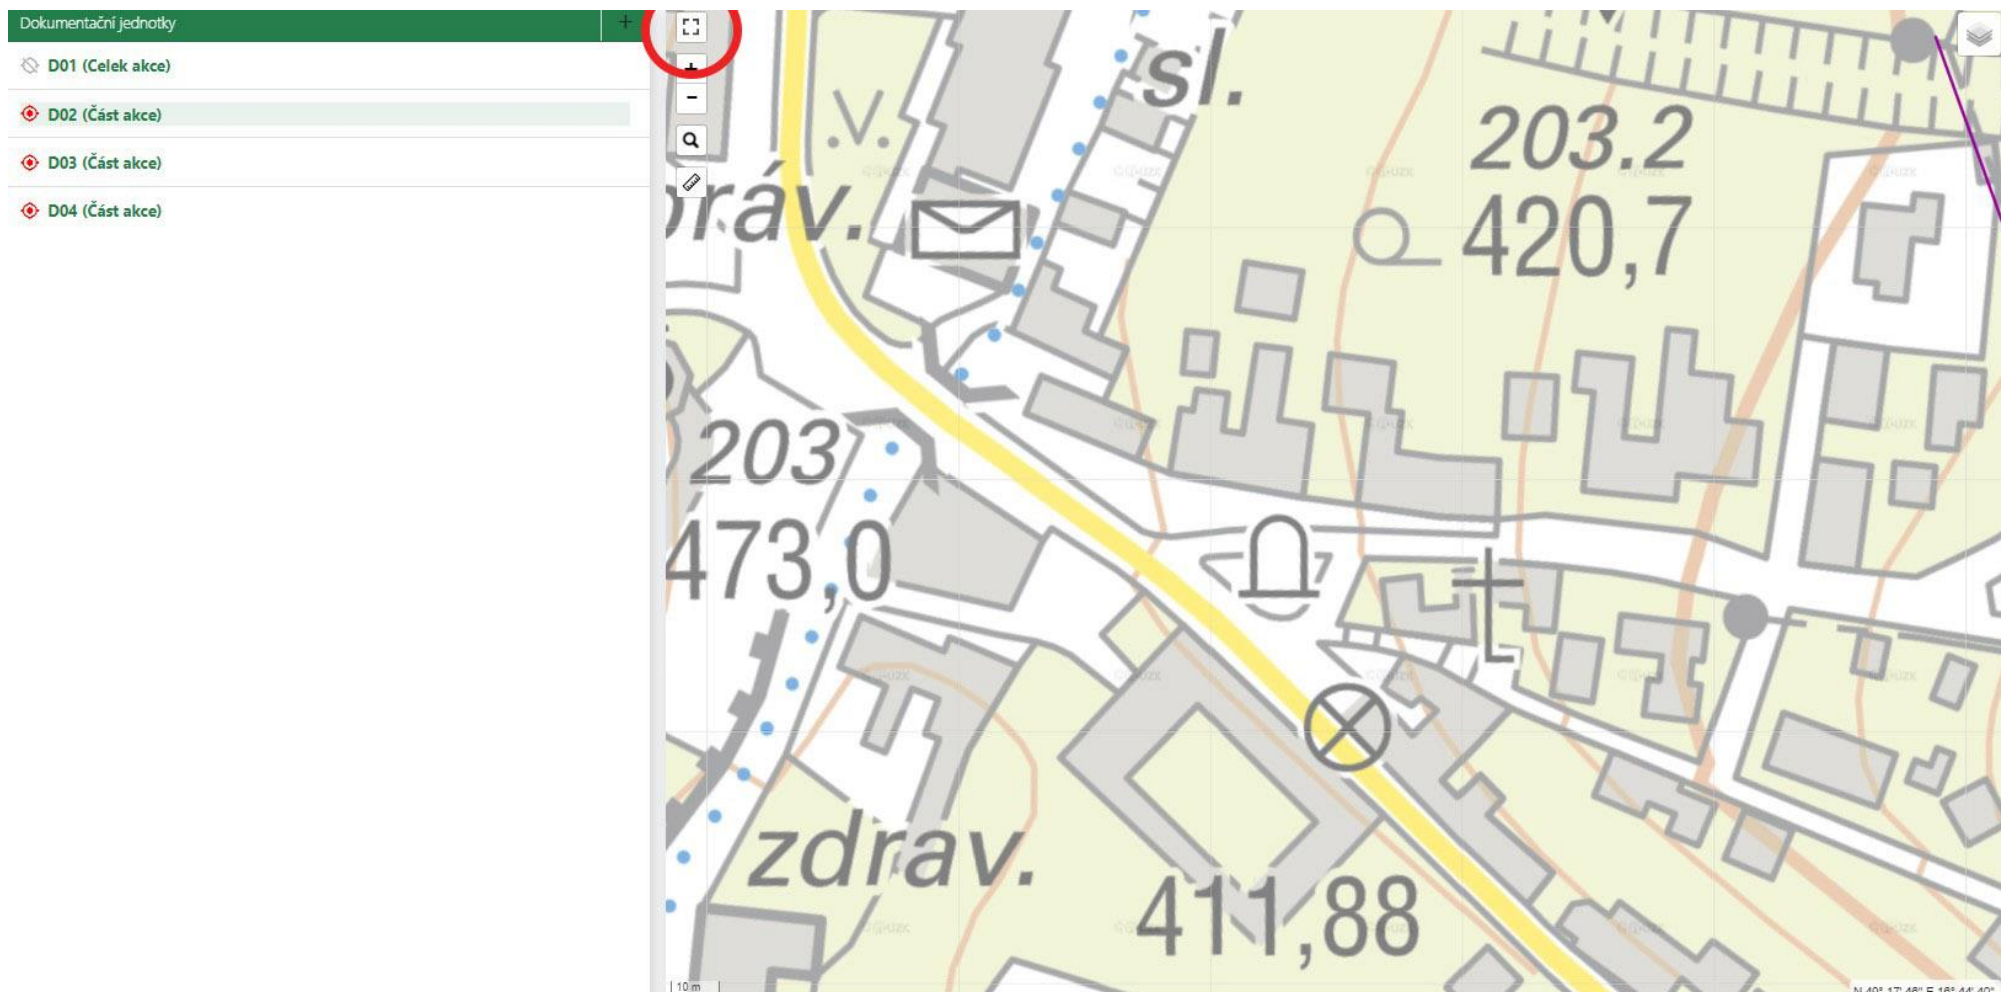 Dokumentační jednotky +
D01 (Celek akce)
D02 (Část akce)
D03 (Část akce)
D04 (Část akce)
+
-
sl.
203.2
420,7
práv.
.v.
203
473,0
zdrav.
411,88
10 m